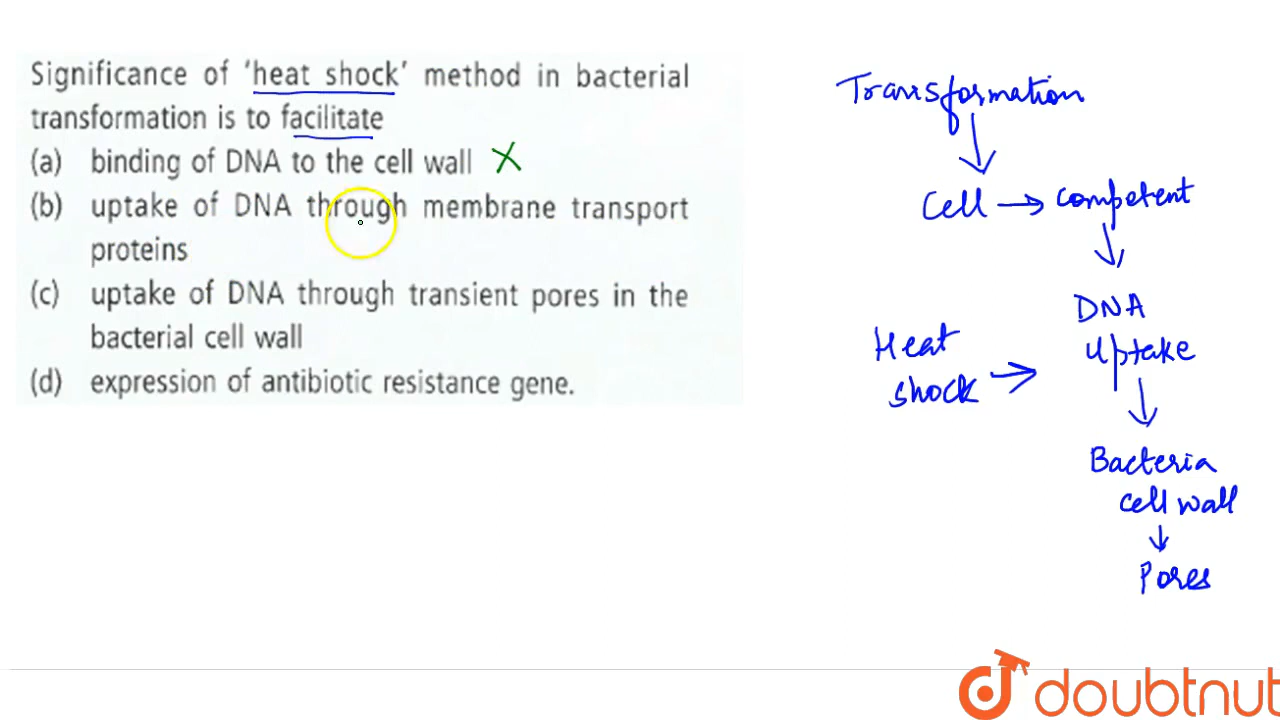 Significance of 'heat shock' method in bacterial
transformation is to facilitate
(a) binding of DNA to the cell wall X
(b) uptake of DNA through membrane transport
proteins
(c) uptake of DNA through transient pores in the
bacterial cell wall
(d) expression of antibiotic resistance gene.
Transformation
Cell → competent
DNA
uptake
Heat
shock →
Bacteria
cell wall
Pores
doubtnut